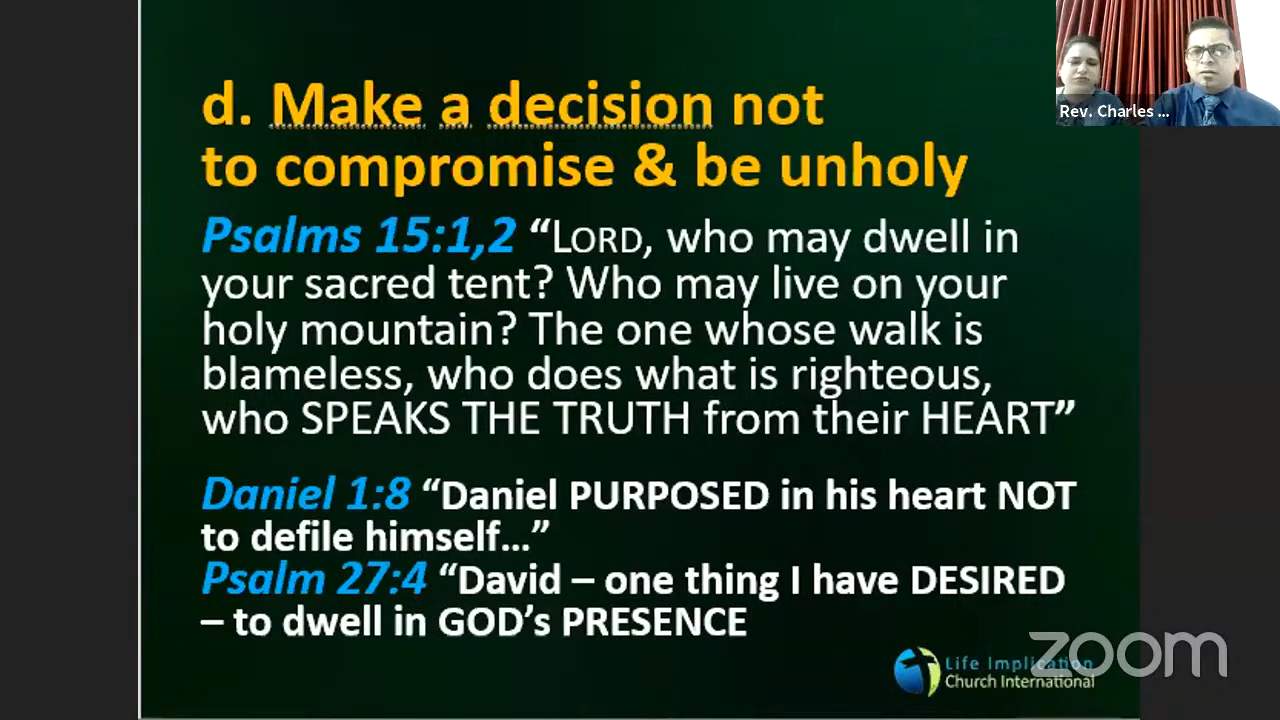 d. Make a decision not
to compromise & be unholy
Psalms 15:1,2 “LORD, who may dwell in
your sacred tent? Who may live on your
holy mountain? The one whose walk is
blameless, who does what is righteous,
who SPEAKS THE TRUTH from their HEART”
Daniel 1:8 “Daniel PURPOSED in his heart NOT
to defile himself...”
Psalm 27:4 “David – one thing I have DESIRED
– to dwell in GOD’s PRESENCE
Rev. Charles ...
Life Implication
Church International
zoom